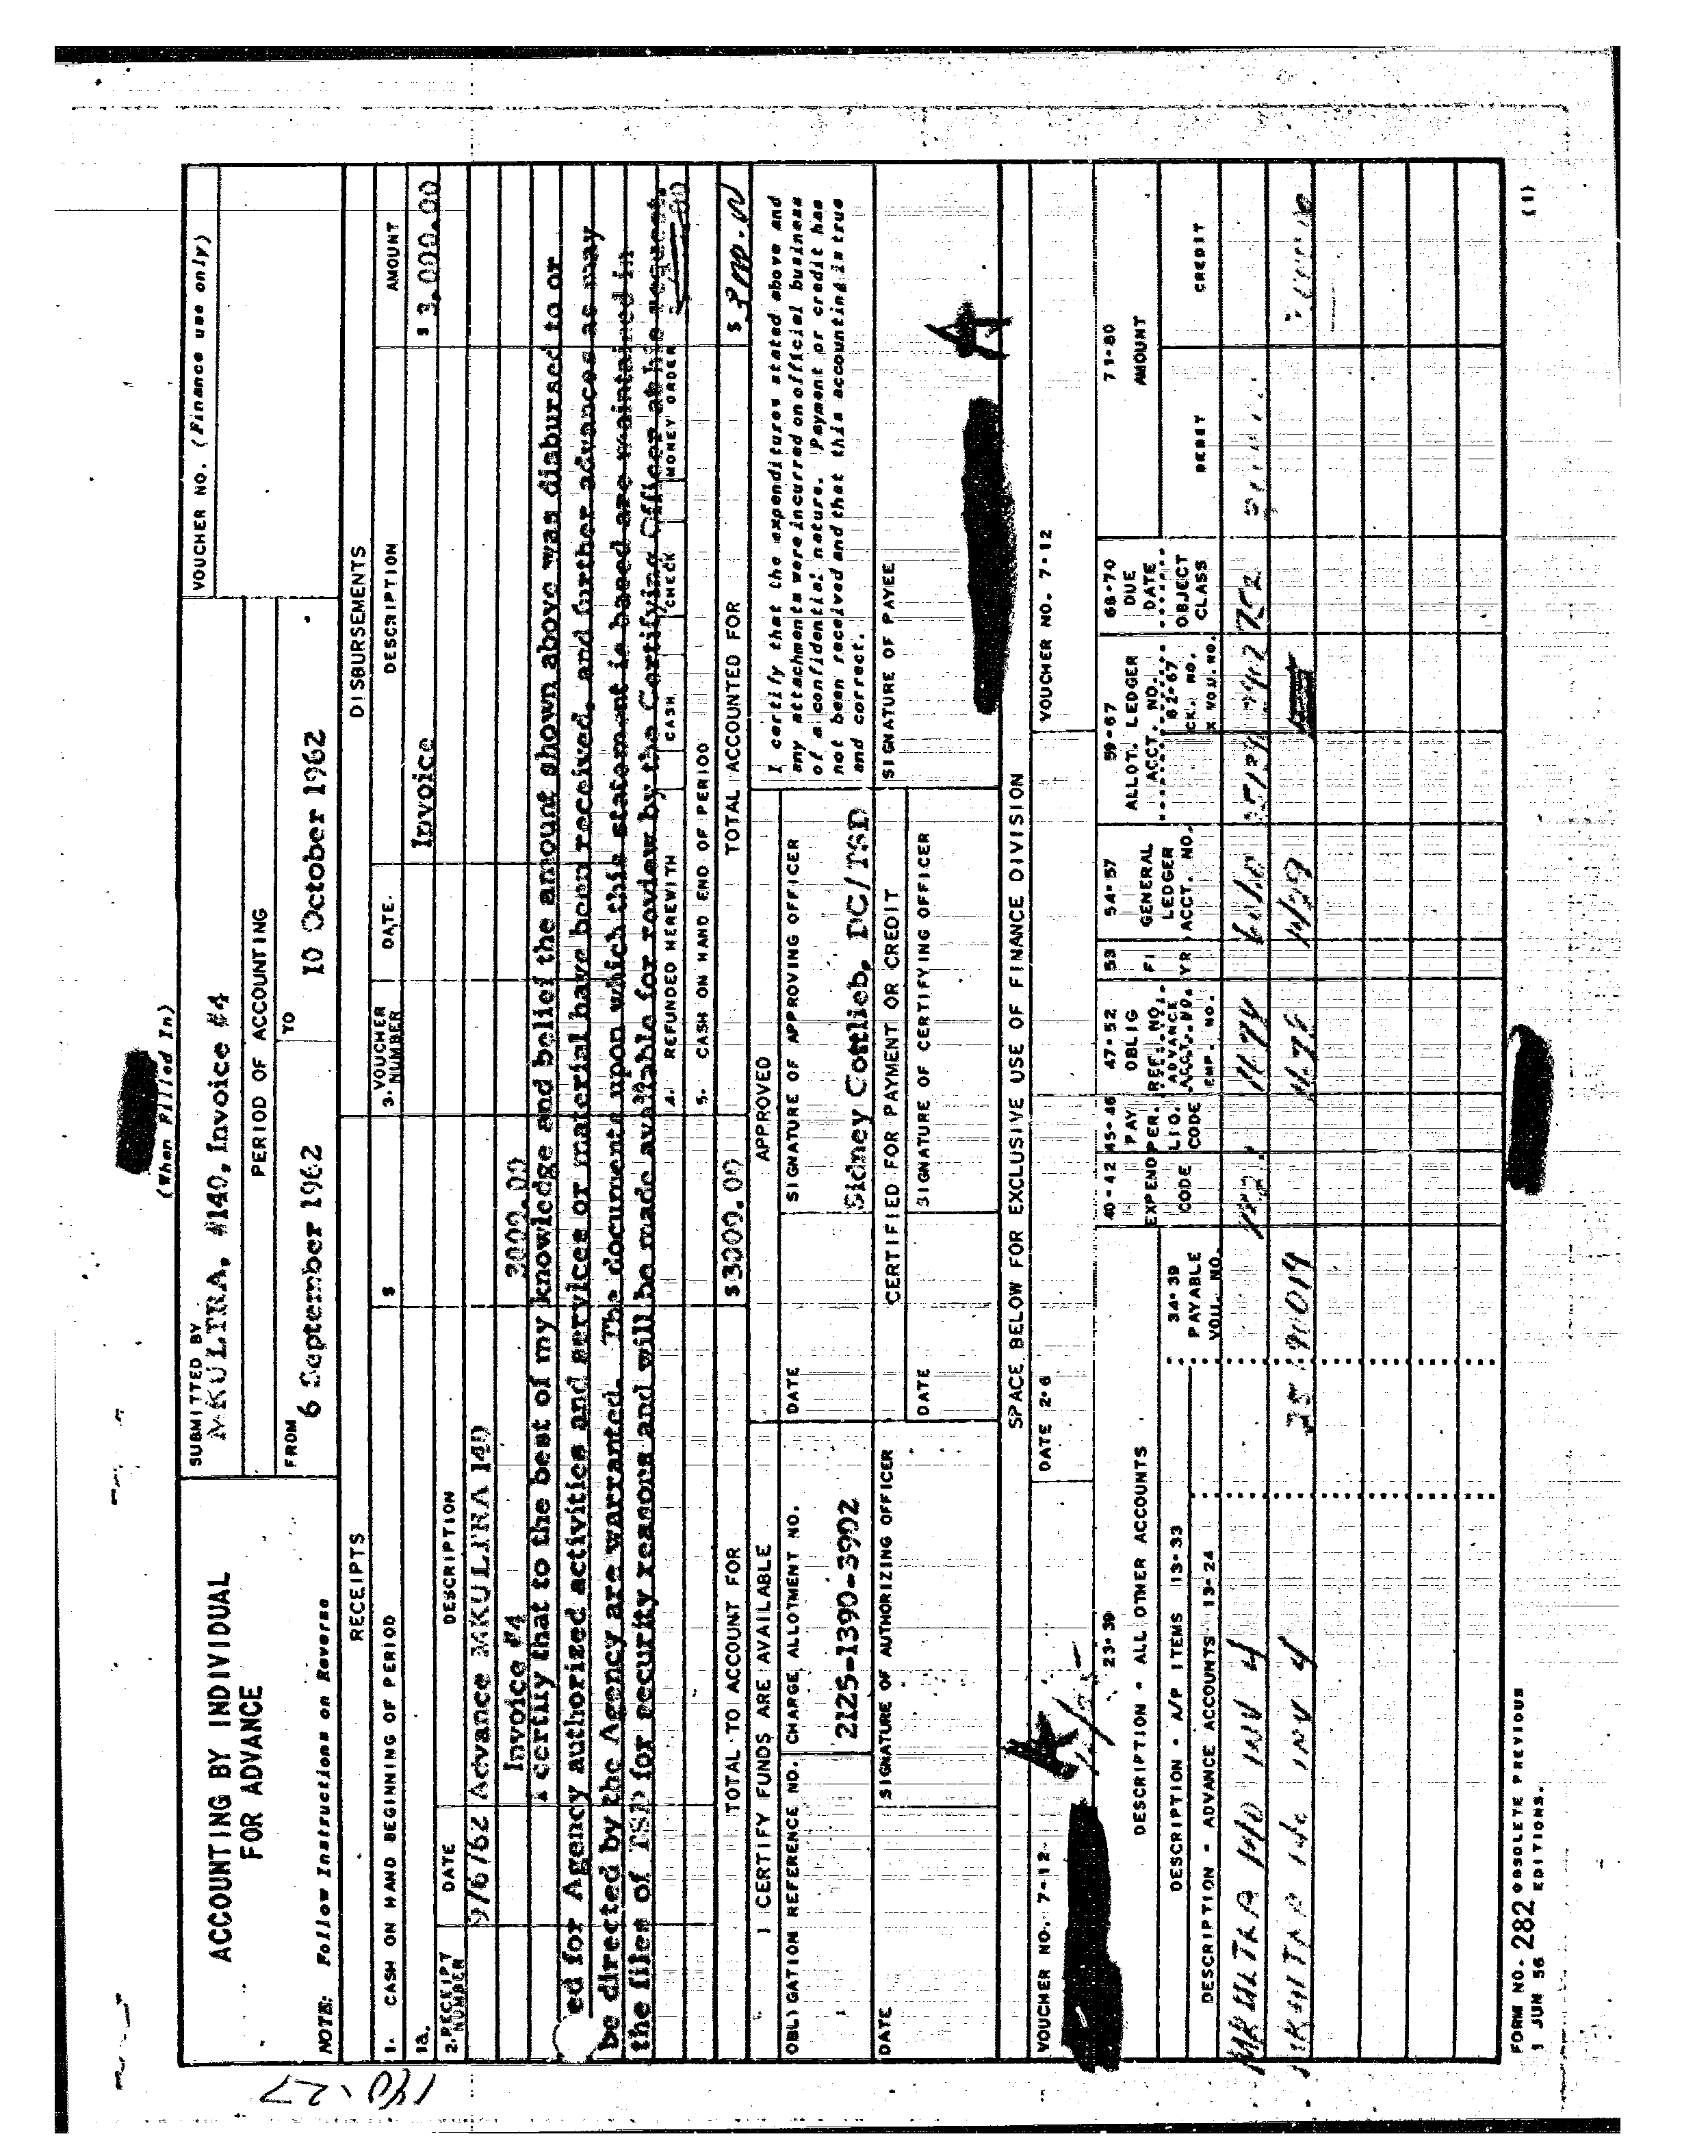 (When Filled In)
ACCOUNTING BY INDIVIDUAL
FOR ADVANCE
NOTE: Follow Instructions on Reverse
SUBMITTED BY
MKULTRA, #140, Invoice #4
VOUCHER NO. (Finance use only)
PERIOD OF ACCOUNTING
FROM
6 September 1962
TO
10 October 1962
RECEIPTS
DISBURSEMENTS
1. CASH ON HAND BEGINNING OF PERIOD
$
3. VOUCHER NUMBER
DATE.
DESCRIPTION
AMOUNT
1a.
Invoice
$ 3,000.00
2. RECEIPT NUMBER
DATE
DESCRIPTION
9/6/62 Advance MKULTRA 140
Invoice #4
3000.00
I certify that to the best of my knowledge and belief the amount shown above was disbursed to or
ed for Agency authorized activities and services or material have been received, and further advances as may
be directed by the Agency are warranted. The documents upon which this statement is based are maintained in
the files of TSD for security reasons and will be made available for review by the Certifying Officer at his request.
4. REFUNDED HEREWITH
CASH
CHECK
MONEY ORDER
5. CASH ON HAND END OF PERIOD
TOTAL TO ACCOUNT FOR
$3000.00
TOTAL ACCOUNTED FOR
$
I CERTIFY FUNDS ARE AVAILABLE
APPROVED
I certify that the expenditures stated above and
any attachments were incurred on official business
of a confidential nature. Payment or credit has
not been received and that this accounting is true
and correct.
OBLIGATION REFERENCE NO.
CHARGE ALLOTMENT NO.
2125-1390-3902
DATE
SIGNATURE OF APPROVING OFFICER
Sidney Gottlieb, DC/TSD
DATE
SIGNATURE OF AUTHORIZING OFFICER
CERTIFIED FOR PAYMENT OR CREDIT
SIGNATURE OF PAYEE
DATE
SIGNATURE OF CERTIFYING OFFICER
A
SPACE BELOW FOR EXCLUSIVE USE OF FINANCE DIVISION
VOUCHER NO. 7-12
A
DATE 2-6
VOUCHER NO. 7-12
23-39
DESCRIPTION - ALL OTHER ACCOUNTS
DESCRIPTION - A/P ITEMS 13-33
DESCRIPTION - ADVANCE ACCOUNTS 13-24
34-39
PAYABLE
VOU. NO.
40-42
EXPEND
CODE
45-46
PAY
PER.
LIQ.
CODE
47-52
OBLIG
REF. NO.
ADVANCE
ACCT. NO.
EMP. NO.
53
FI
YR
54-57
GENERAL
LEDGER
ACCT. NO.
59-67
ALLOT. LEDGER
ACCT. NO.
62-67
CK. NO.
X VOU. NO.
68-70
DUE
DATE
OBJECT
CLASS
71-80
AMOUNT
DEBIT
CREDIT
MKULTRA 140 INV 4
MKULTRA 140 INV 4
FORM NO. 282 OBSOLETE PREVIOUS
1 JUN 56 EDITIONS.
(1)
140-27